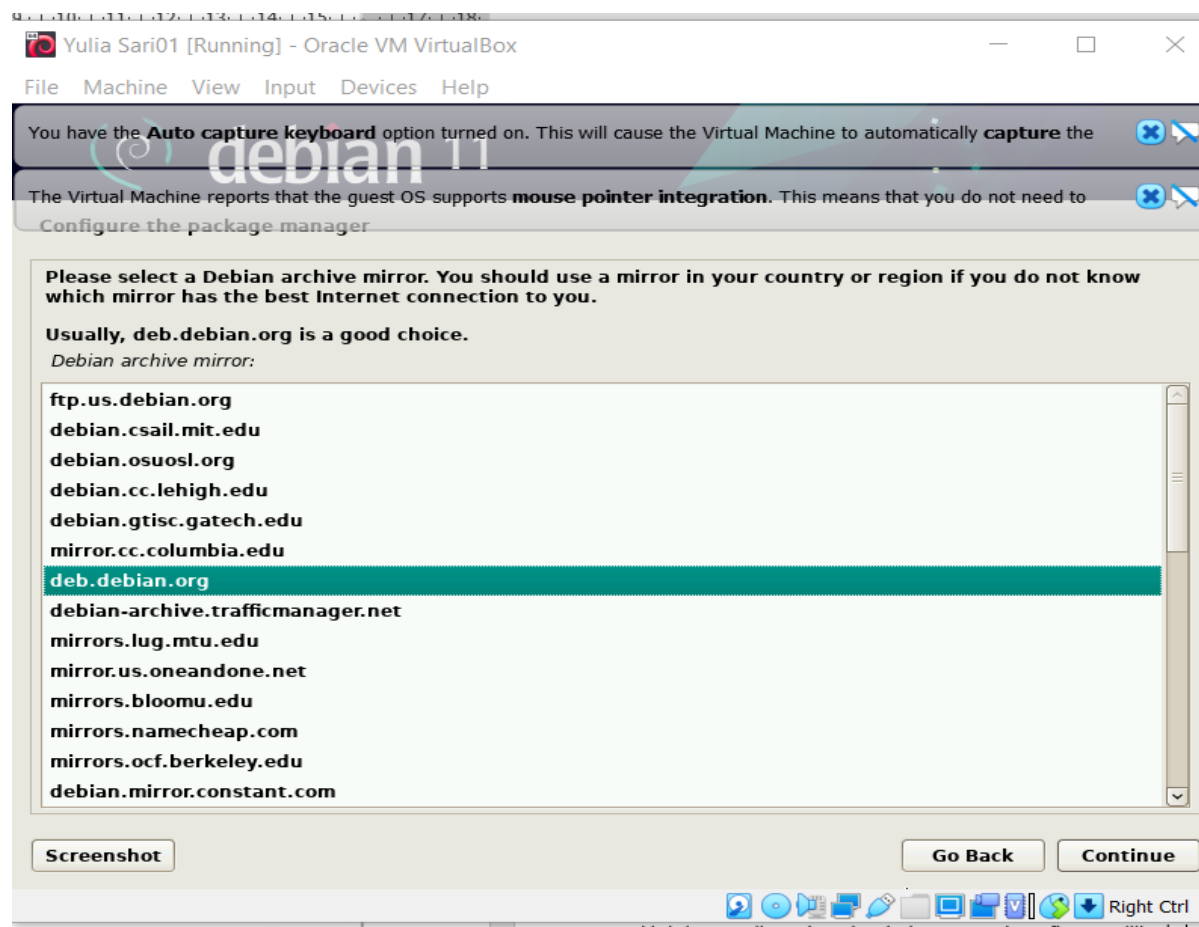 Yulia Sari01 [Running] - Oracle VM VirtualBox
File Machine View Input Devices Help
You have the Auto capture keyboard option turned on. This will cause the Virtual Machine to automatically capture the
debian 11
The Virtual Machine reports that the guest OS supports mouse pointer integration. This means that you do not need to
Configure the package manager
Please select a Debian archive mirror. You should use a mirror in your country or region if you do not know
which mirror has the best Internet connection to you.
Usually, deb.debian.org is a good choice.
Debian archive mirror:
ftp.us.debian.org
debian.csail.mit.edu
debian.osuosl.org
debian.cc.lehigh.edu
debian.gtisc.gatech.edu
mirror.cc.columbia.edu
deb.debian.org
debian-archive.trafficmanager.net
mirrors.lug.mtu.edu
mirror.us.oneandone.net
mirrors.bloomu.edu
mirrors.namecheap.com
mirrors.ocf.berkeley.edu
debian.mirror.constant.com
Screenshot
Go Back
Continue
Right Ctrl